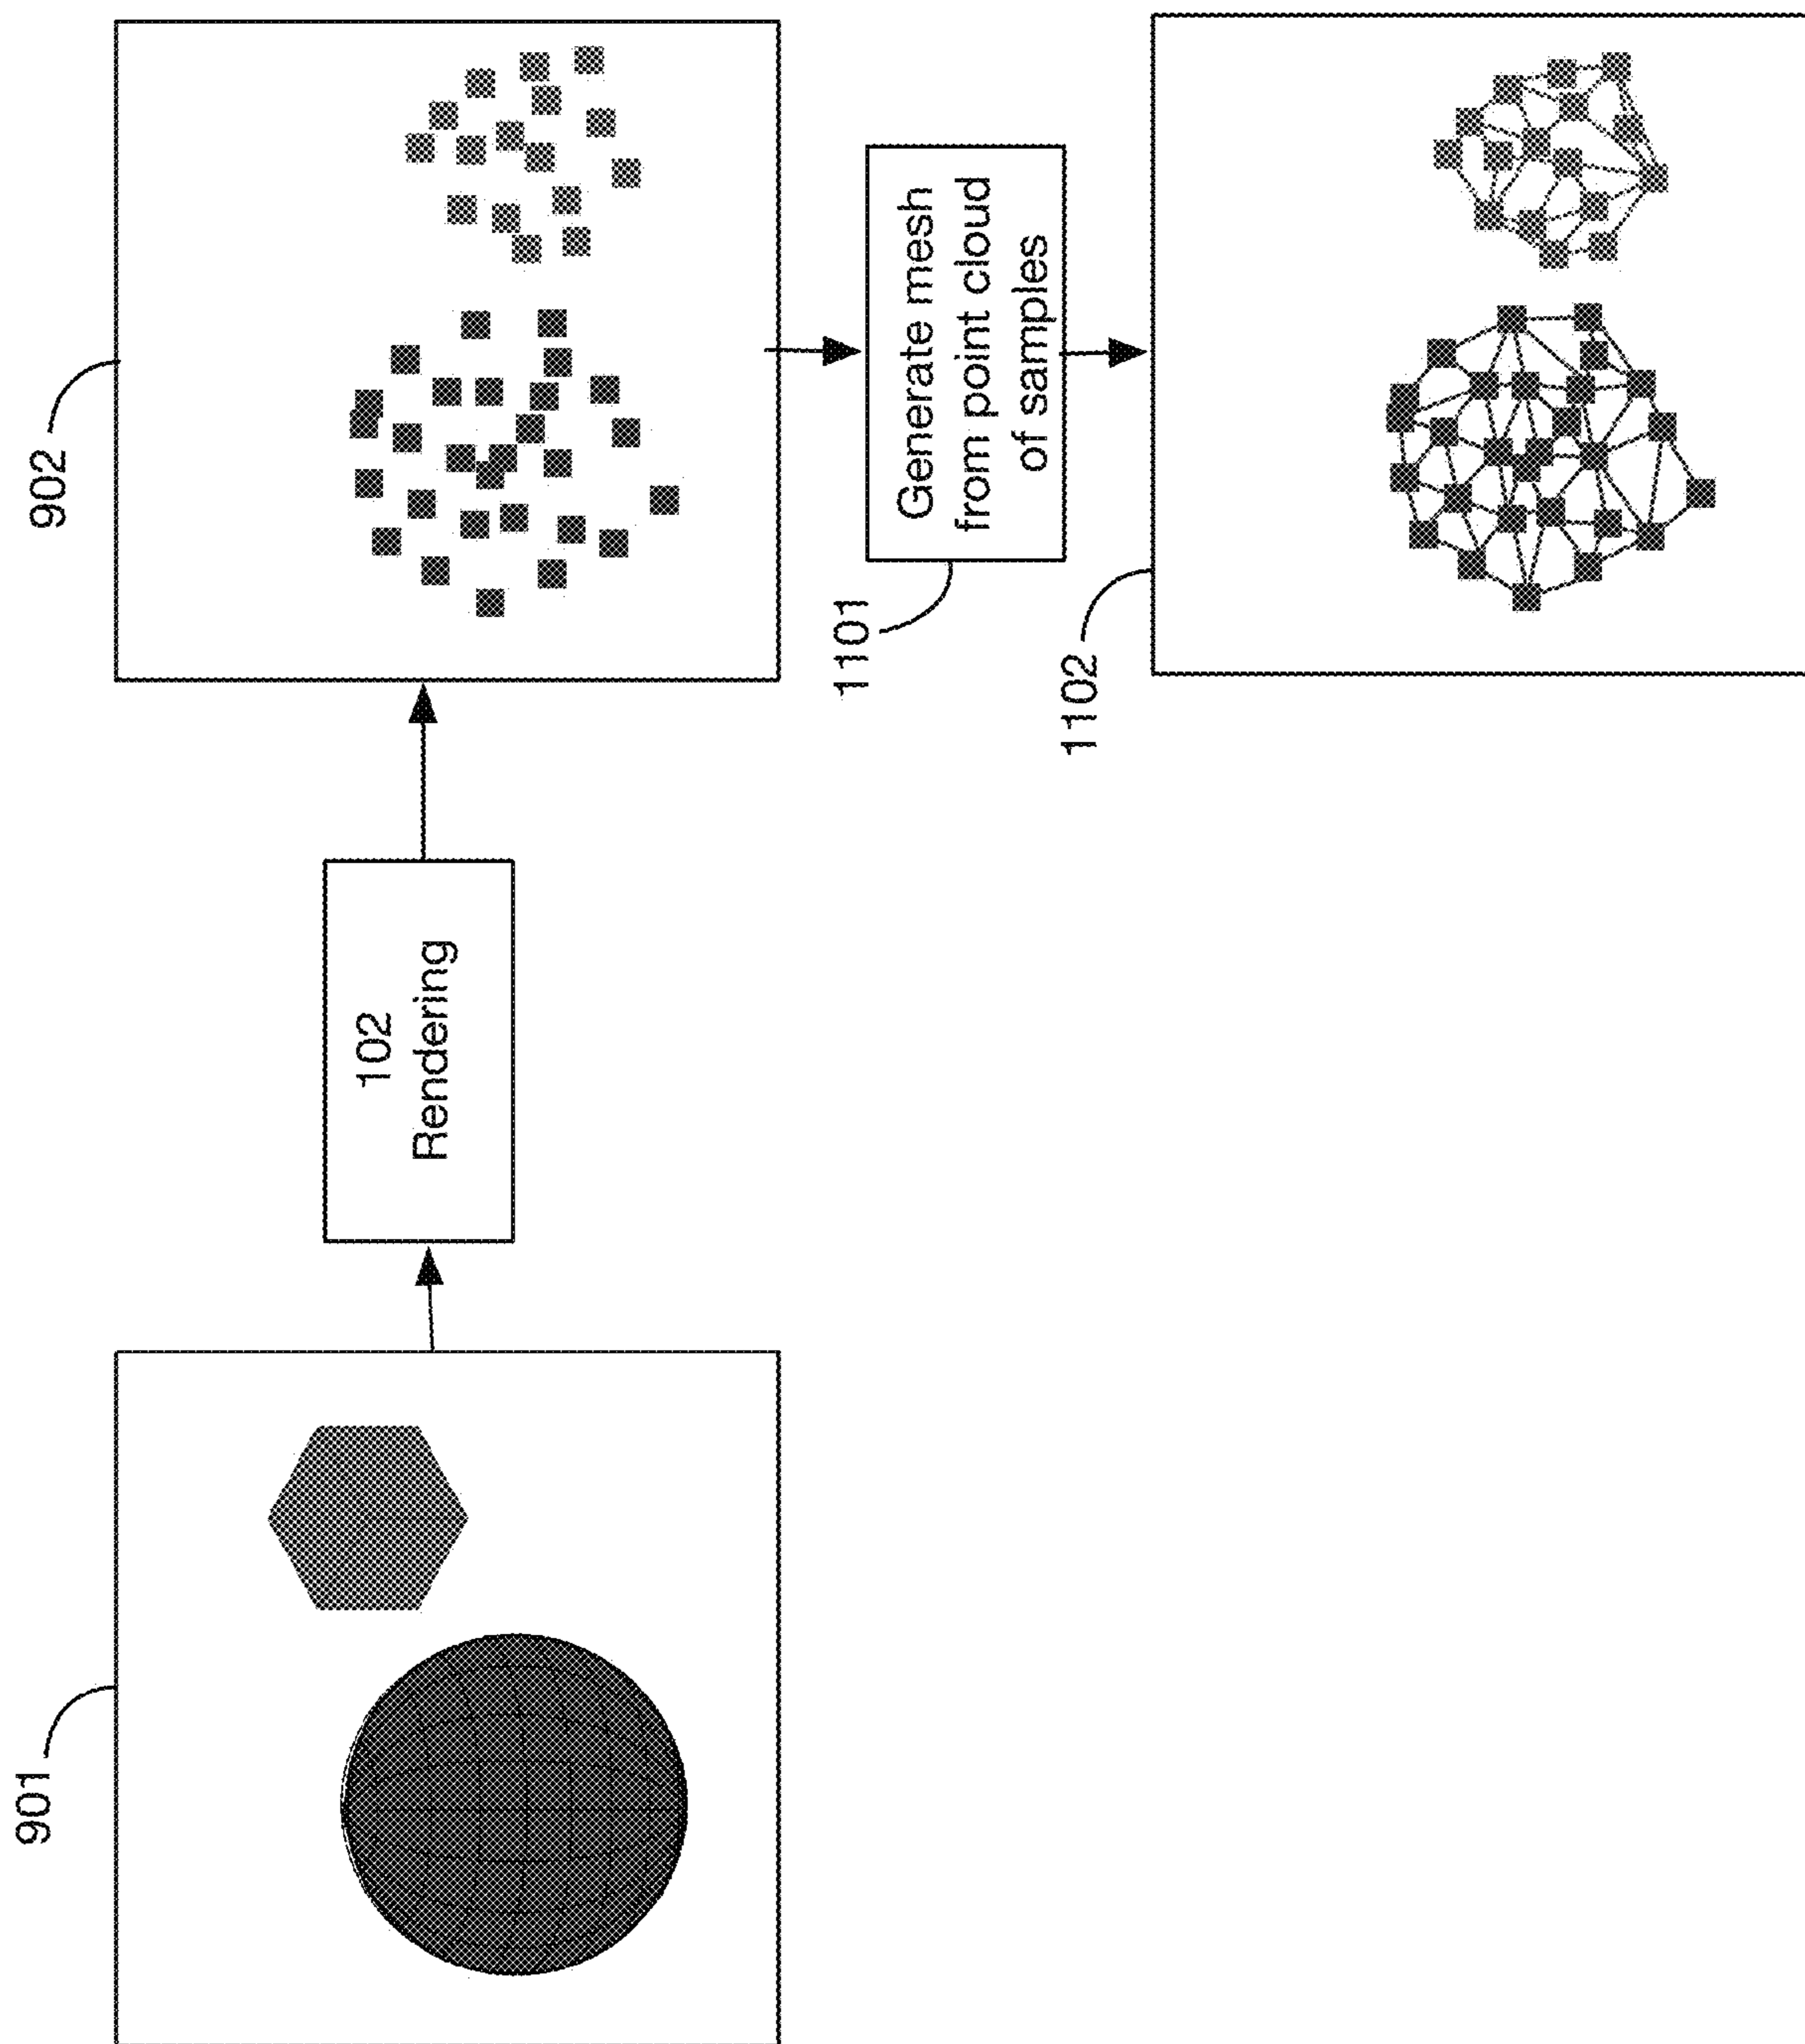 901
102
Rendering
902
1101
Generate mesh
from point cloud
of samples
1102